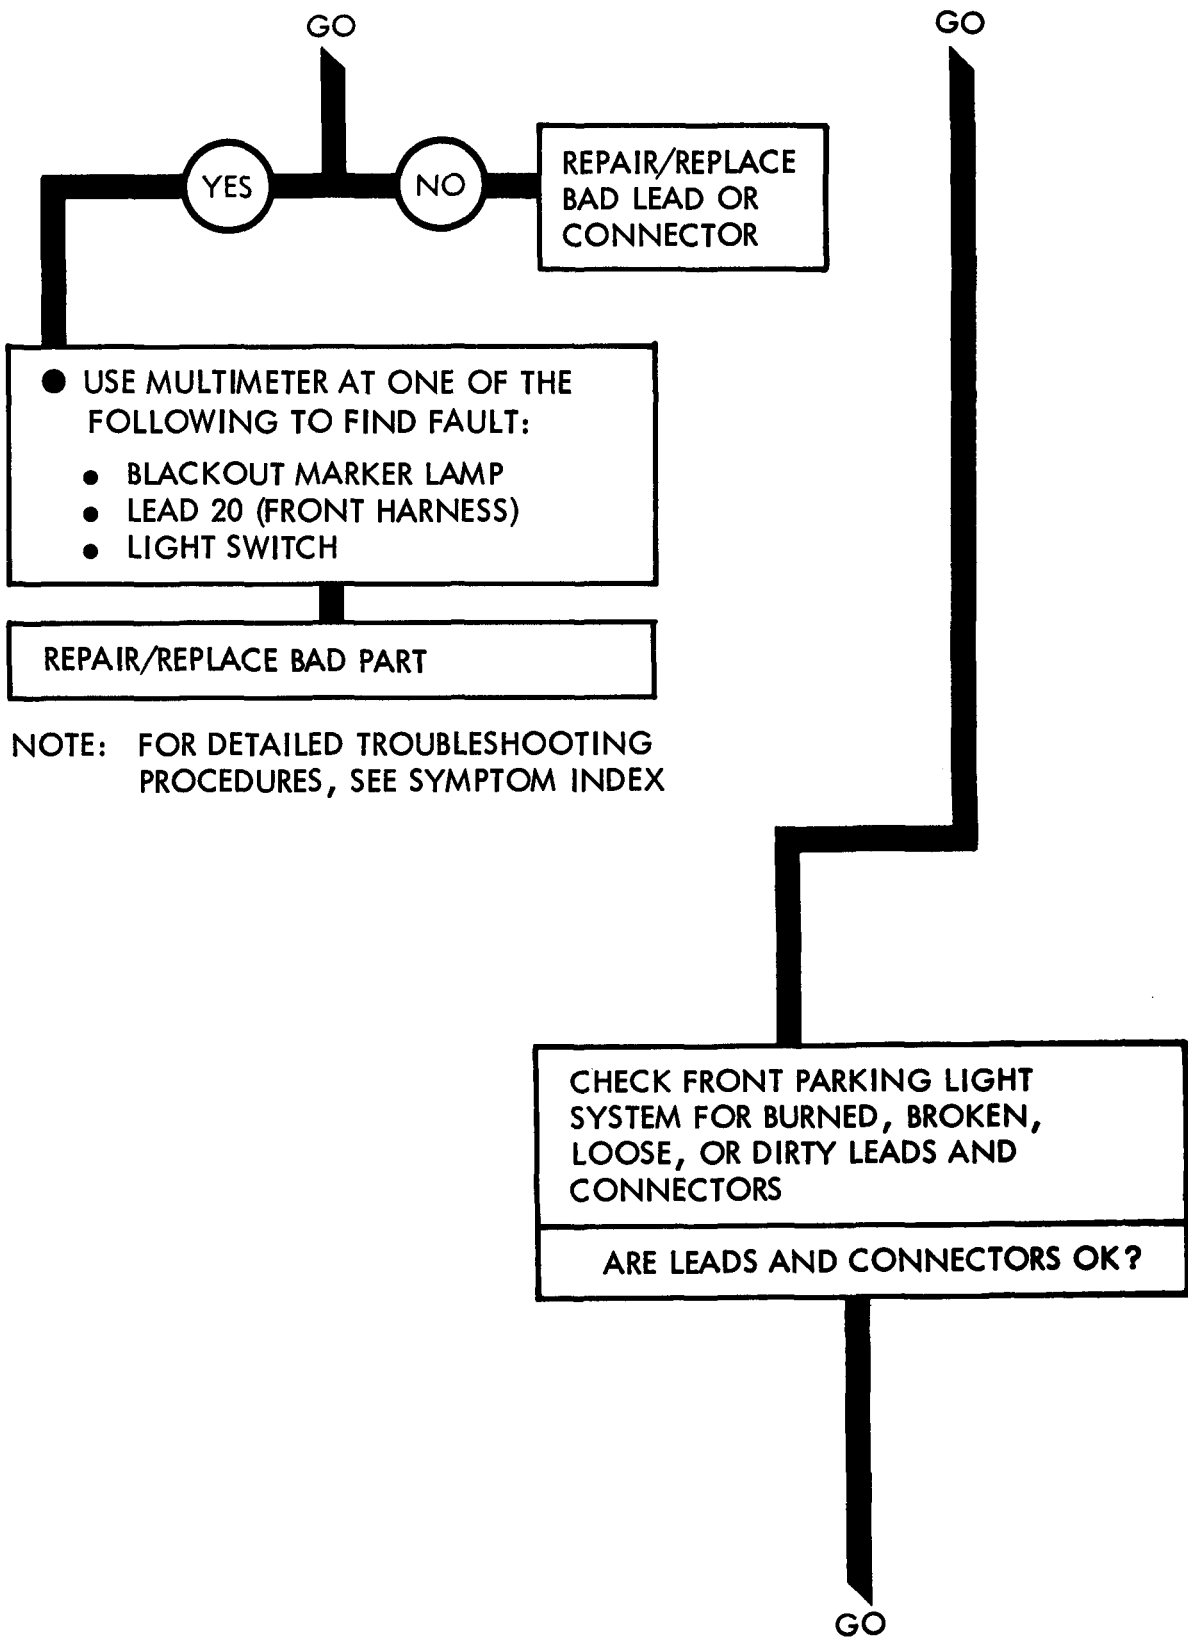 GO
GO
YES
NO
REPAIR/REPLACE
BAD LEAD OR
CONNECTOR
● USE MULTIMETER AT ONE OF THE
FOLLOWING TO FIND FAULT:
● BLACKOUT MARKER LAMP
● LEAD 20 (FRONT HARNESS)
● LIGHT SWITCH
REPAIR/REPLACE BAD PART
NOTE: FOR DETAILED TROUBLESHOOTING
PROCEDURES, SEE SYMPTOM INDEX
CHECK FRONT PARKING LIGHT
SYSTEM FOR BURNED, BROKEN,
LOOSE, OR DIRTY LEADS AND
CONNECTORS
ARE LEADS AND CONNECTORS OK?
GO